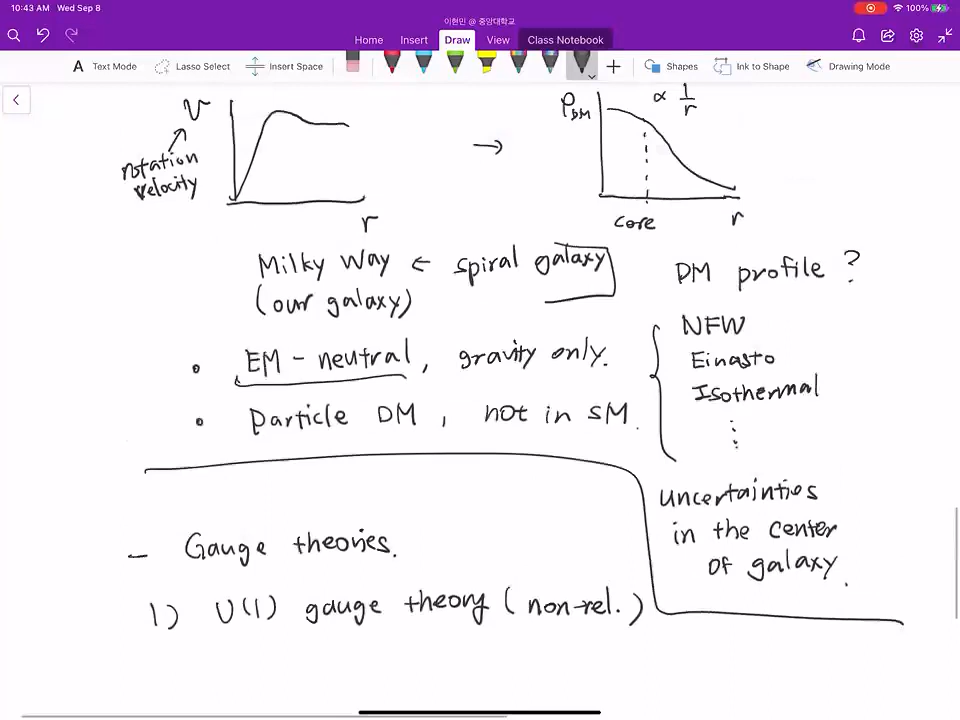 10:43 AM Wed Sep 8
100%
이현민 @ 중앙대학교
Home Insert Draw View Class Notebook
A Text Mode Lasso Select Insert Space Shapes Ink to Shape Drawing Mode
V
rotation
velocity
r
→
ρDM
∝ 1/r
core
r
Milky Way ← spiral galaxy
(our galaxy)
DM profile ?
NFW
Einasto
Isothermal
⋮
• EM - neutral, gravity only.
• particle DM, not in SM.
uncertainties
in the center
of galaxy.
- Gauge theories.
1) U(1) gauge theory (non-rel.)